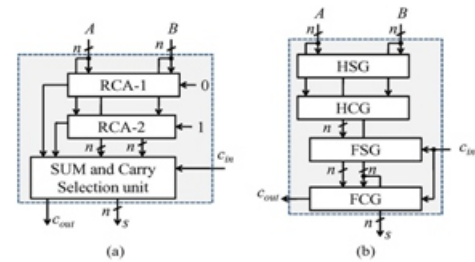 A B
n n
RCA-1 0
RCA-2 1
n n
SUM and Carry
Selection unit
c_in
c_out n s
(a)
A B
n n
HSG
HCG
n
FSG c_in
n n
c_out FCG
n s
(b)